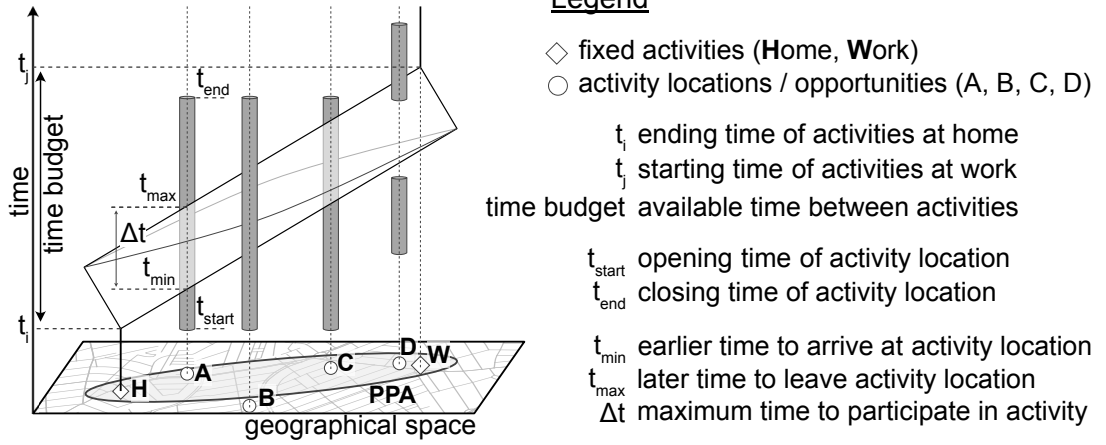 Legend
fixed activities (Home, Work)
activity locations / opportunities (A, B, C, D)
t_i ending time of activities at home
t_j starting time of activities at work
time budget available time between activities
t_start opening time of activity location
t_end closing time of activity location
t_min earlier time to arrive at activity location
t_max later time to leave activity location
Δt maximum time to participate in activity
time
time budget
t_j
t_end
t_max
Δt
t_min
t_start
t_i
H
A
B
C
D
W
PPA
geographical space